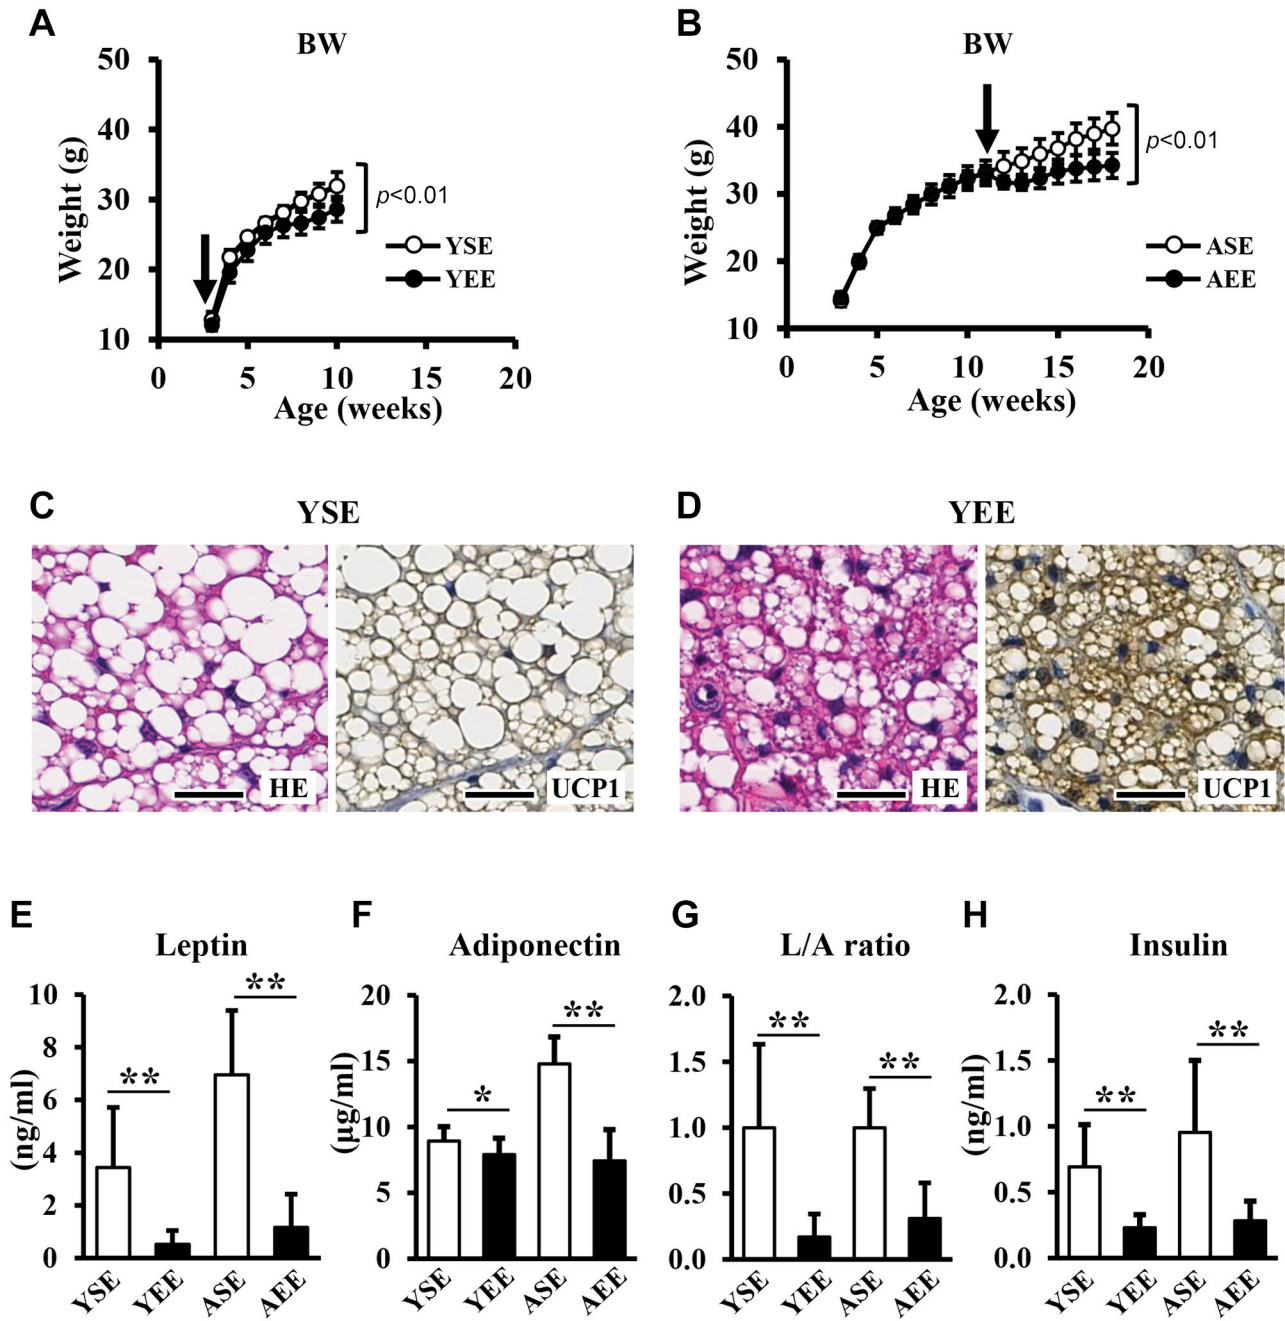 A
BW
50
40
30
20
10
Weight (g)
p<0.01
YSE
YEE
0 5 10 15 20
Age (weeks)
B
BW
50
40
30
20
10
Weight (g)
p<0.01
ASE
AEE
0 5 10 15 20
Age (weeks)
C
YSE
HE
UCP1
D
YEE
HE
UCP1
E
Leptin
10
8
6
4
2
0
(ng/ml)
**
**
YSE YEE ASE AEE
F
Adiponectin
20
15
10
5
0
(μg/ml)
*
**
YSE YEE ASE AEE
G
L/A ratio
2.0
1.5
1.0
0.5
0.0
**
**
YSE YEE ASE AEE
H
Insulin
2.0
1.5
1.0
0.5
0.0
(ng/ml)
**
**
YSE YEE ASE AEE